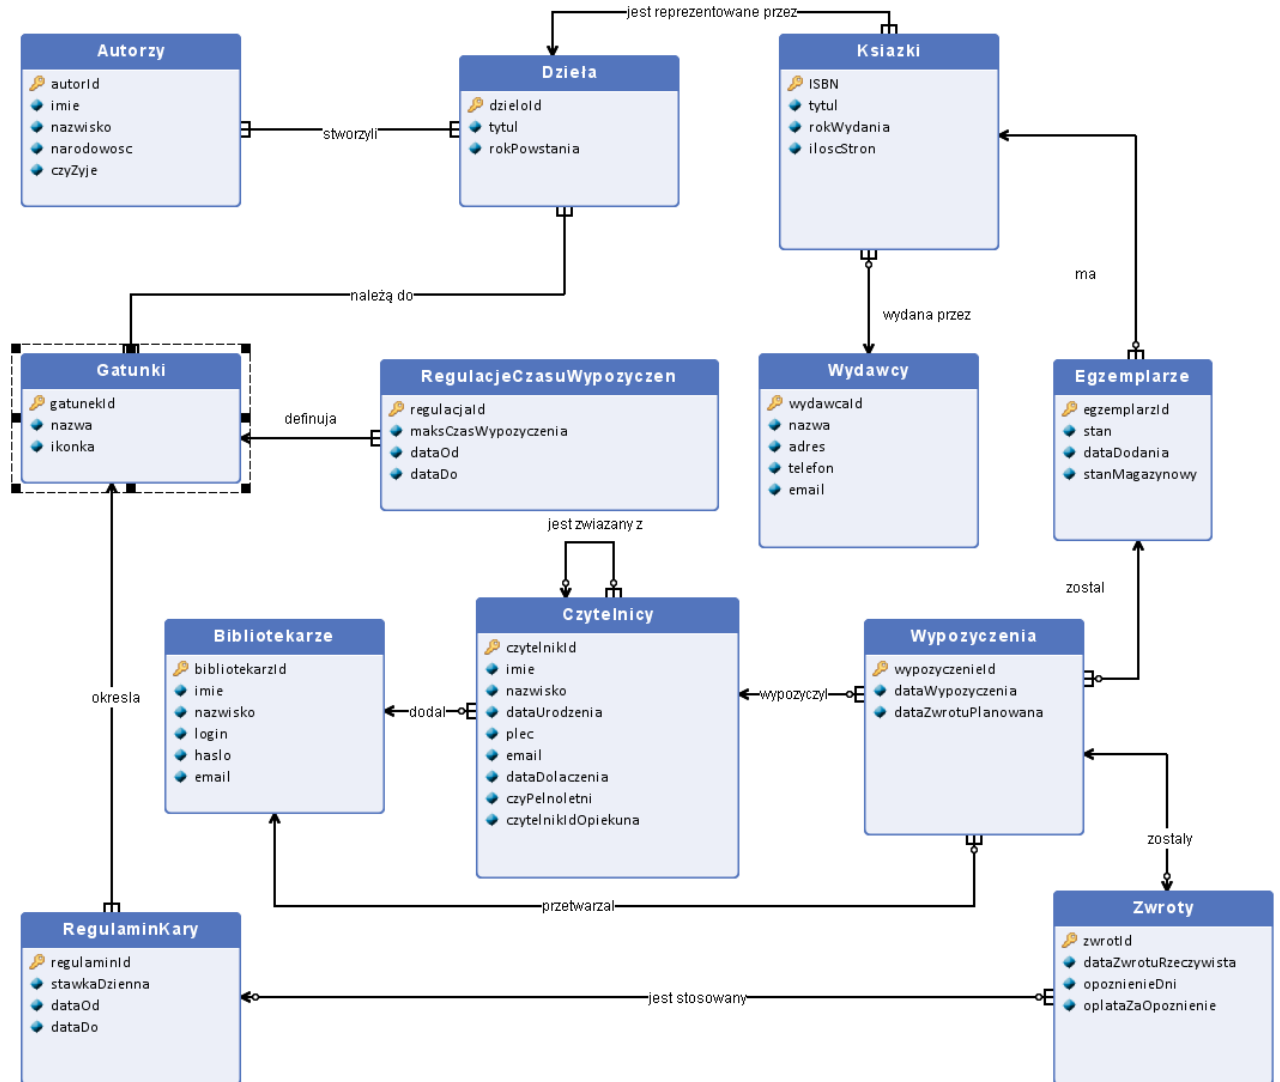 jest reprezentowane przez
Autorzy
autorId
imie
nazwisko
narodowosc
czyZyje
stworzyli
Dzieła
dzieloId
tytul
rokPowstania
Ksiazki
ISBN
tytul
rokWydania
iloscStron
ma
należą do
wydana przez
Gatunki
gatunekId
nazwa
ikonka
definuja
RegulacjeCzasuWypozyczen
regulacjaId
maksCzasWypozyczenia
dataOd
dataDo
Wydawcy
wydawcaId
nazwa
adres
telefon
email
Egzemplarze
egzemplarzId
stan
dataDodania
stanMagazynowy
jest zwiazany z
zostal
okresla
Bibliotekarze
bibliotekarzId
imie
nazwisko
login
haslo
email
dodal
Czytelnicy
czytelnikId
imie
nazwisko
dataUrodzenia
plec
email
dataDolaczenia
czyPelnoletni
czytelnikIdOpiekuna
wypozyczyl
Wypozyczenia
wypozyczenieId
dataWypozyczenia
dataZwrotuPlanowana
zostaly
przetwarzal
RegulaminKary
regulaminId
stawkaDzienna
dataOd
dataDo
jest stosowany
Zwroty
zwrotId
dataZwrotuRzeczywista
opoznienieDni
oplataZaOpoznienie